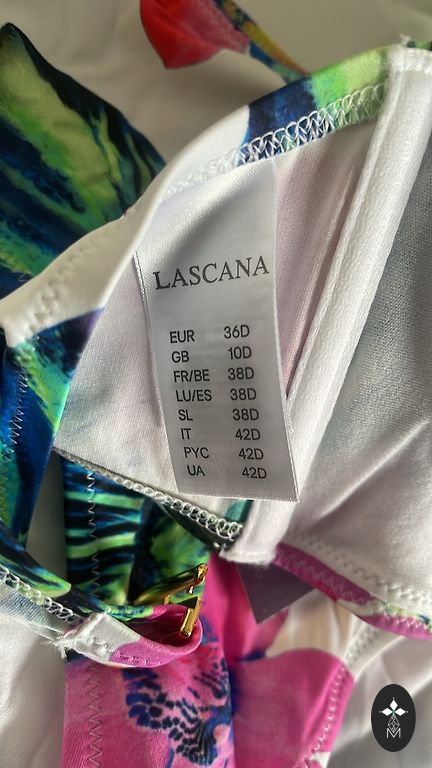 LASCANA
EUR 36D
GB 10D
FR/BE 38D
LU/ES 38D
SL 38D
IT 42D
PYC 42D
UA 42D